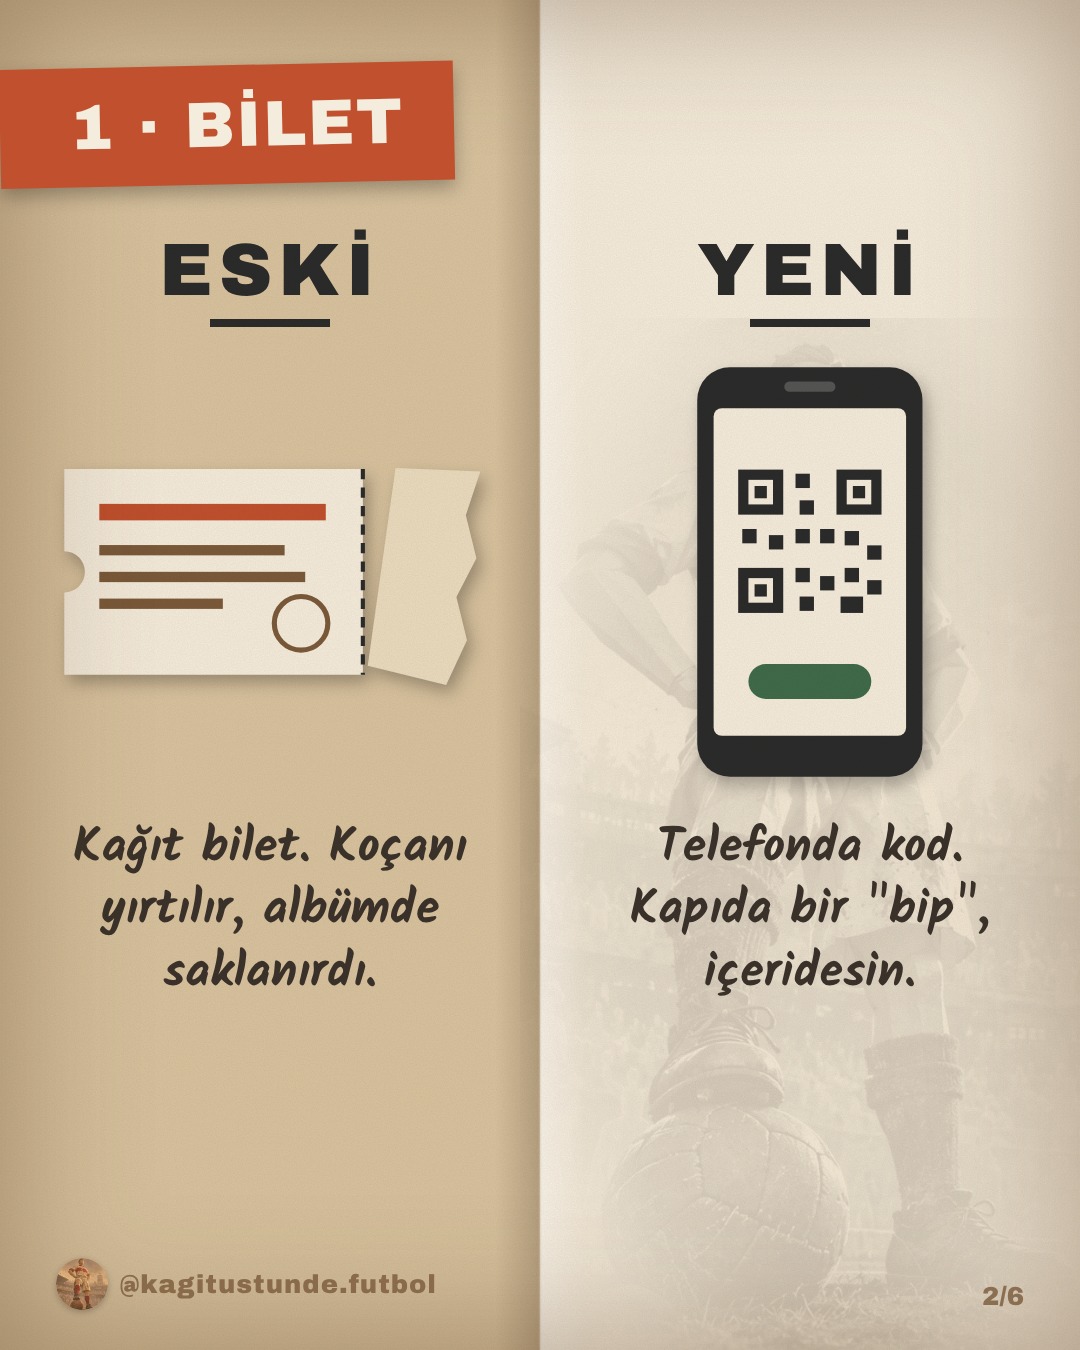 1 · BİLET
ESKİ
YENİ
Kağıt bilet. Koçanı
yırtılır, albümde
saklanırdı.
Telefonda kod.
Kapıda bir "bip",
içeridesin.
@kagitustunde.futbol
2/6